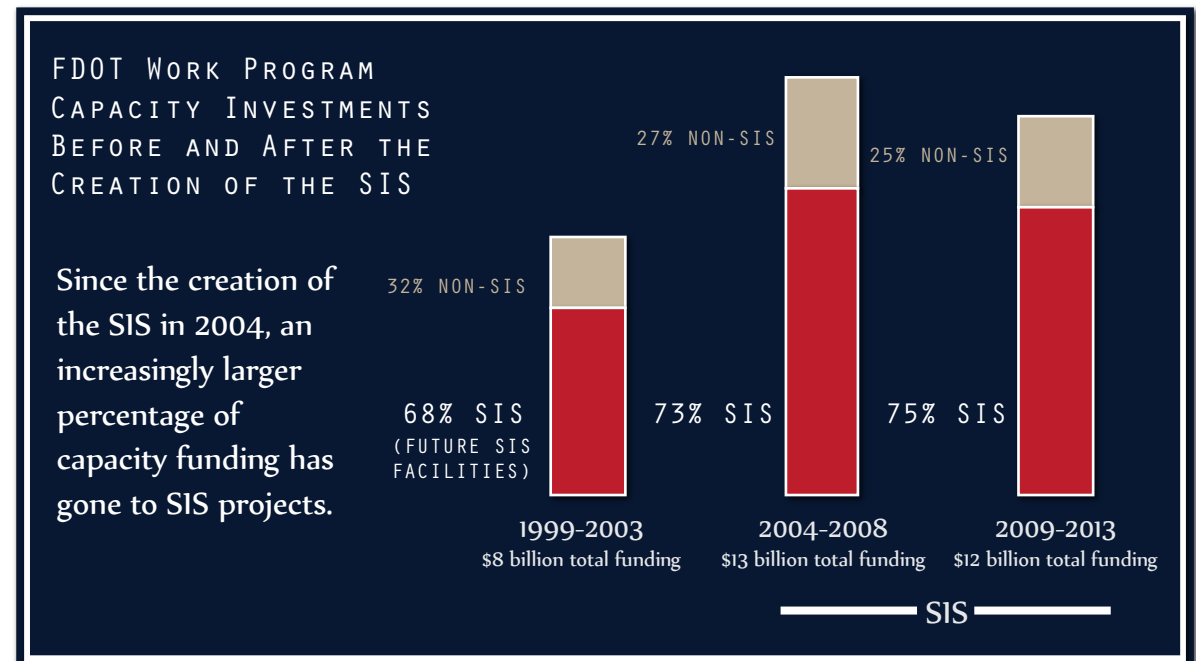 FDOT Work Program
Capacity Investments
Before and After the
Creation of the SIS
Since the creation of
the SIS in 2004, an
increasingly larger
percentage of
capacity funding has
gone to SIS projects.
32% NON-SIS
68% SIS
(FUTURE SIS
FACILITIES)
27% NON-SIS
73% SIS
25% NON-SIS
75% SIS
1999-2003
$8 billion total funding
2004-2008
$13 billion total funding
2009-2013
$12 billion total funding
SIS